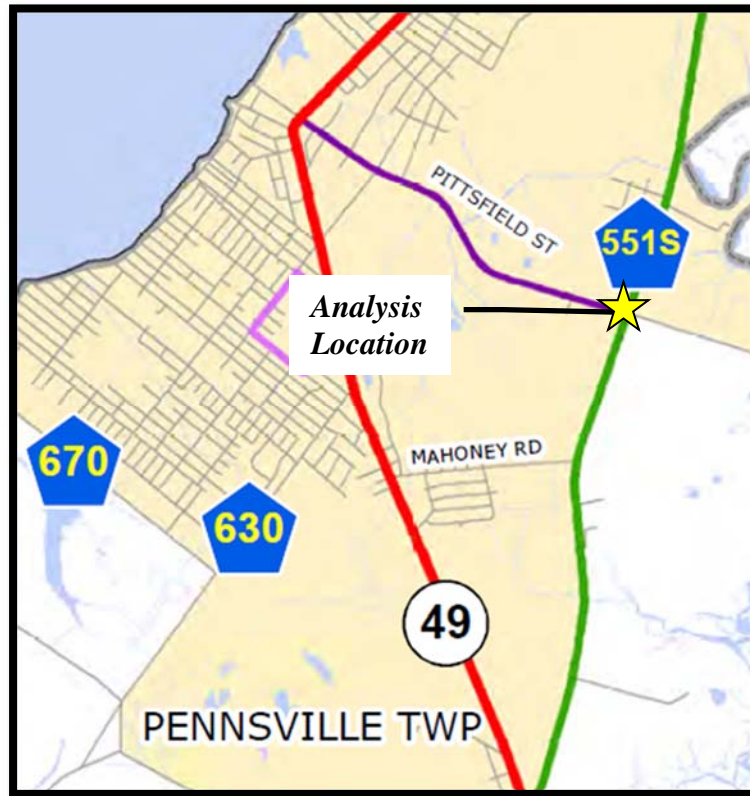 PITTSFIELD ST
551S
Analysis
Location
MAHONEY RD
670
630
49
PENNSVILLE TWP